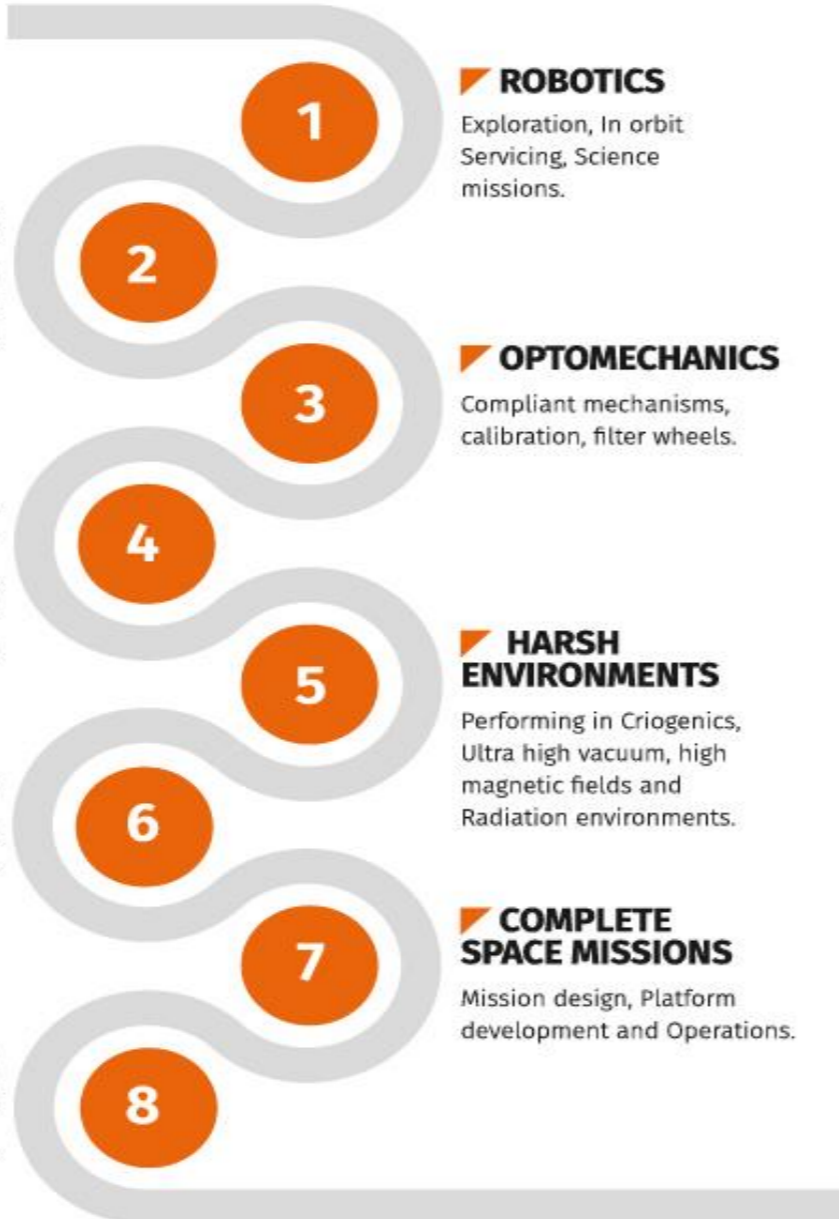 1
ROBOTICS
Exploration, In orbit
Servicing, Science
missions.
2
3
OPTOMECHANICS
Compliant mechanisms,
calibration, filter wheels.
4
5
HARSH
ENVIRONMENTS
Performing in Criogenics,
Ultra high vacuum, high
magnetic fields and
Radiation environments.
6
7
COMPLETE
SPACE MISSIONS
Mission design, Platform
development and Operations.
8